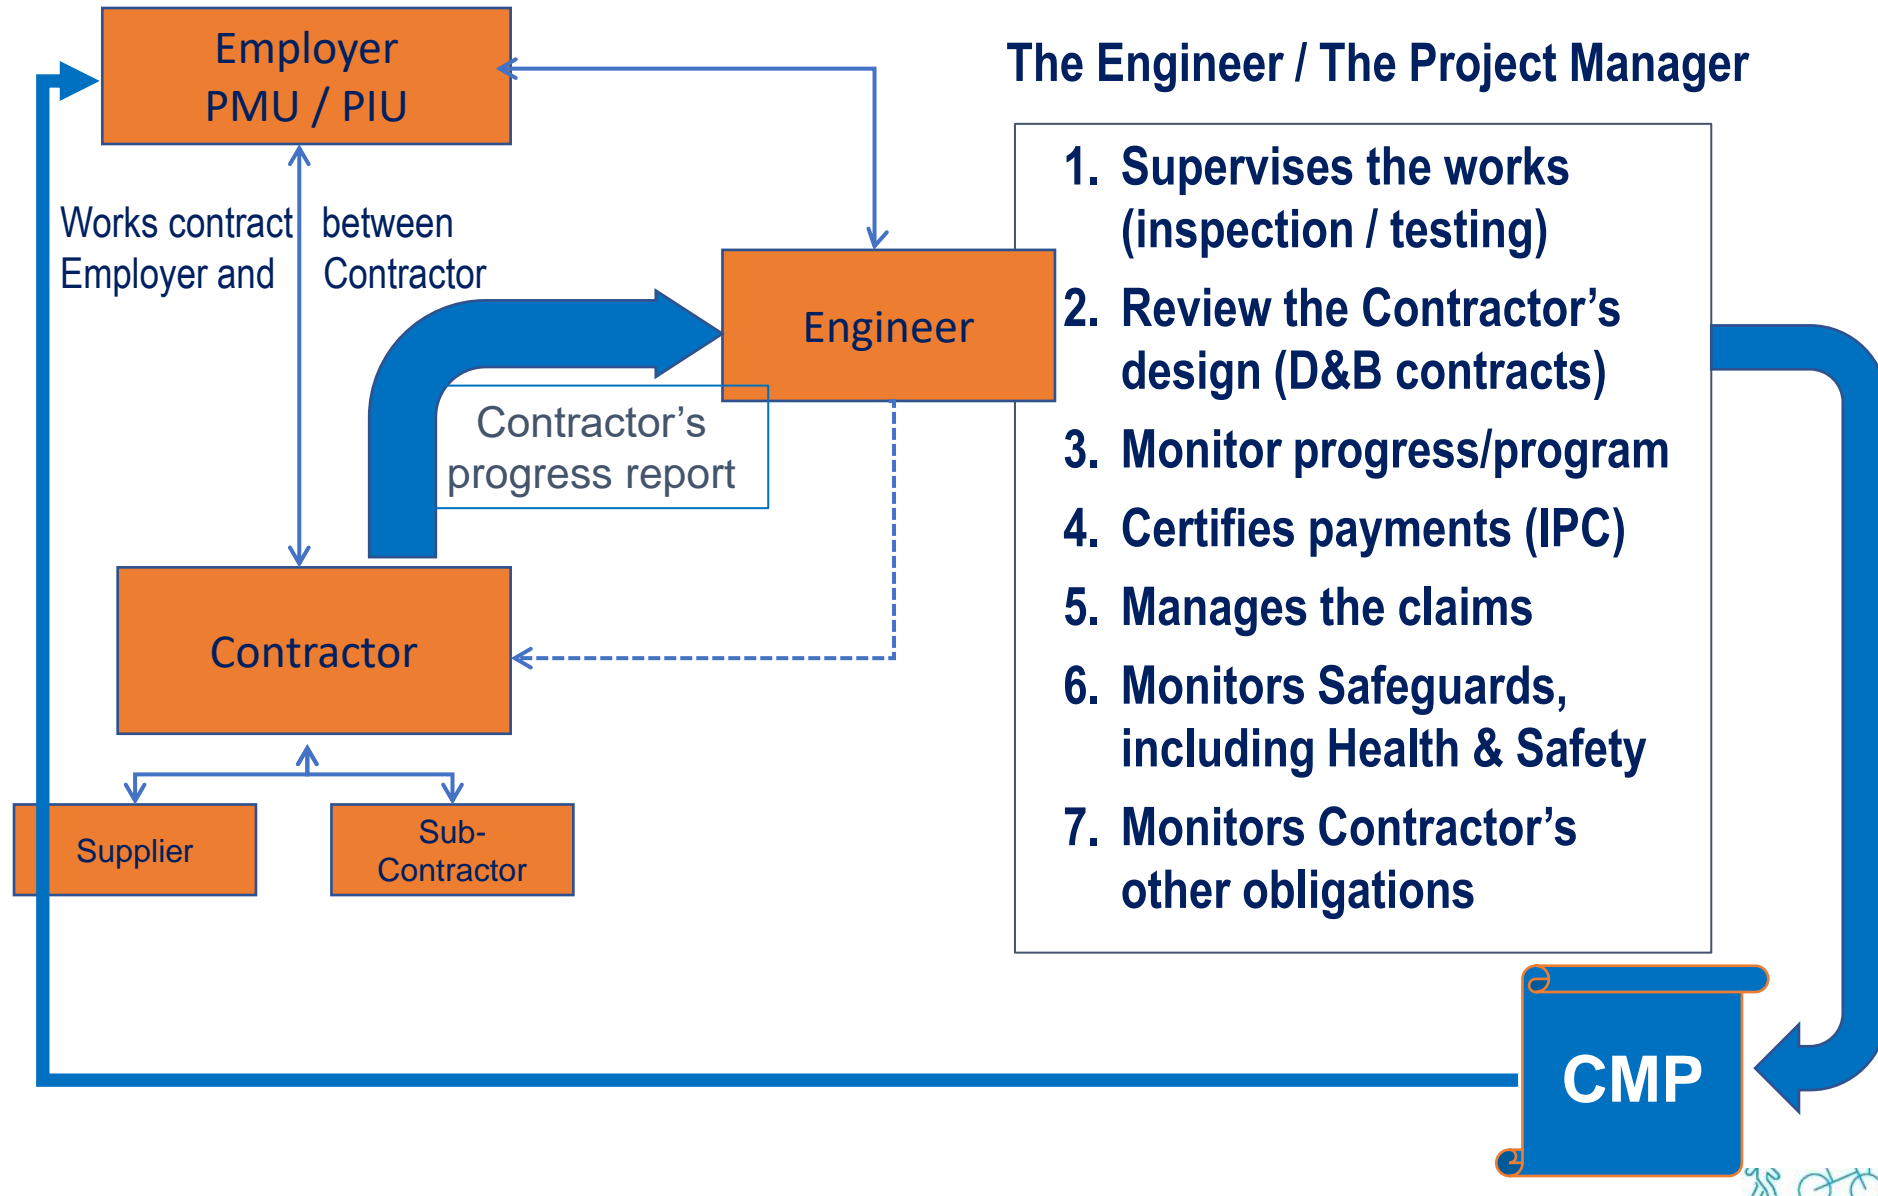 Employer
PMU / PIU
The Engineer / The Project Manager
Works contract between
Employer and Contractor
Engineer
Contractor’s
progress report
Contractor
Supplier
Sub-
Contractor
1. Supervises the works
(inspection / testing)
2. Review the Contractor’s
design (D&B contracts)
3. Monitor progress/program
4. Certifies payments (IPC)
5. Manages the claims
6. Monitors Safeguards,
including Health & Safety
7. Monitors Contractor’s
other obligations
CMP